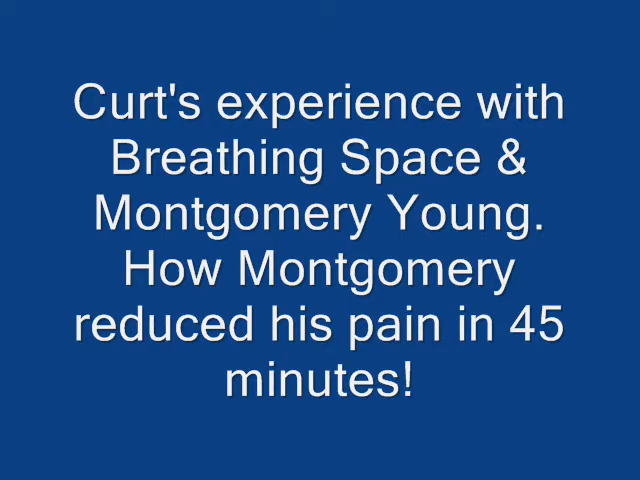 Curt's experience with
Breathing Space &
Montgomery Young.
How Montgomery
reduced his pain in 45
minutes!